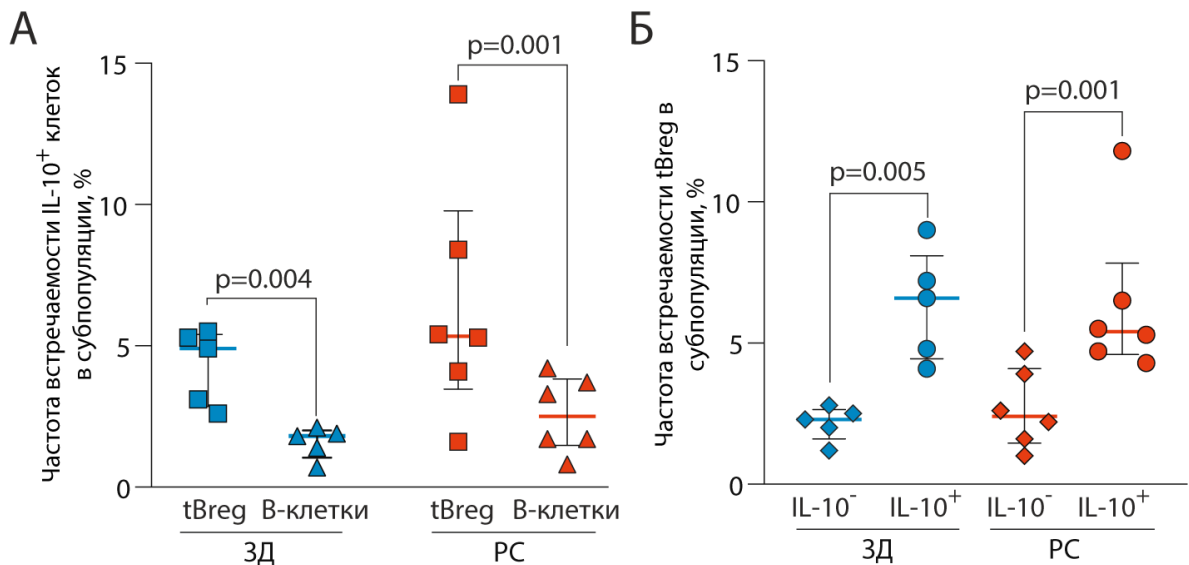 А
Частота встречаемости IL-10+ клеток
в субпопуляции, %
15
10
5
0
p=0.004
p=0.001
tBreg
В-клетки
tBreg
В-клетки
ЗД
РС
Б
Частота встречаемости tBreg в
субпопуляции, %
15
10
5
0
p=0.005
p=0.001
IL-10-
IL-10+
IL-10-
IL-10+
ЗД
РС